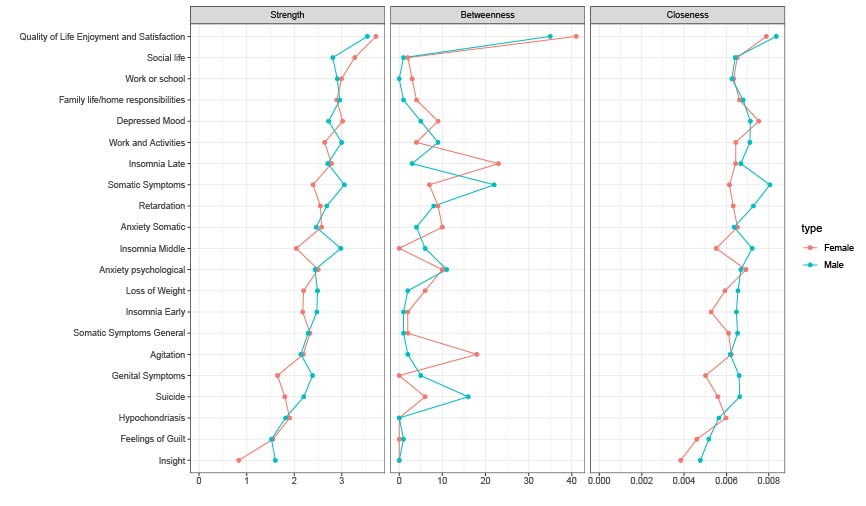 Strength Betweenness Closeness
Quality of Life Enjoyment and Satisfaction
Social life
Work or school
Family life/home responsibilities
Depressed Mood
Work and Activities
Insomnia Late
Somatic Symptoms
Retardation
Anxiety Somatic
Insomnia Middle
Anxiety psychological
Loss of Weight
Insomnia Early
Somatic Symptoms General
Agitation
Genital Symptoms
Suicide
Hypochondriasis
Feelings of Guilt
Insight
0 1 2 3 0 10 20 30 40 0.000 0.002 0.004 0.006 0.008
type
Female
Male